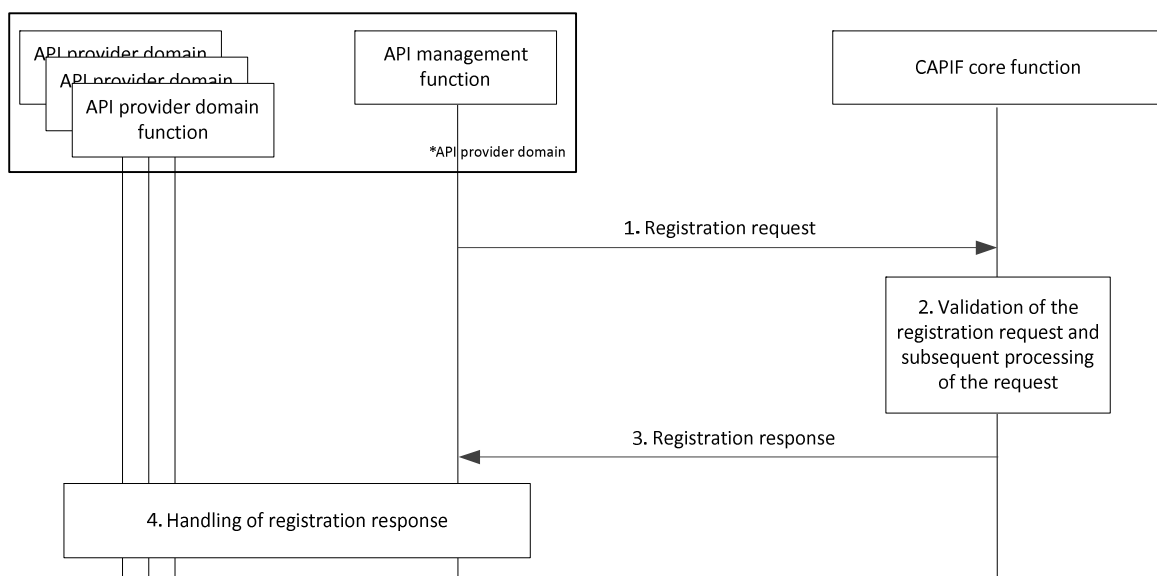 API provider domain
API provider domain
API provider domain
function
API management
function
*API provider domain
CAPIF core function
1. Registration request
2. Validation of the
registration request and
subsequent processing
of the request
3. Registration response
4. Handling of registration response